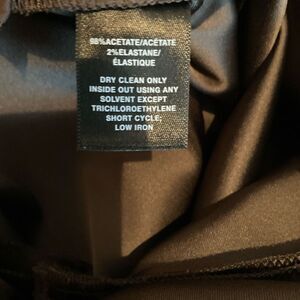 98%ACETATE/ACÉTATE
2%ELASTANE/
ÉLASTIQUE
DRY CLEAN ONLY
INSIDE OUT USING ANY
SOLVENT EXCEPT
TRICHLOROETHYLENE
SHORT CYCLE;
LOW IRON